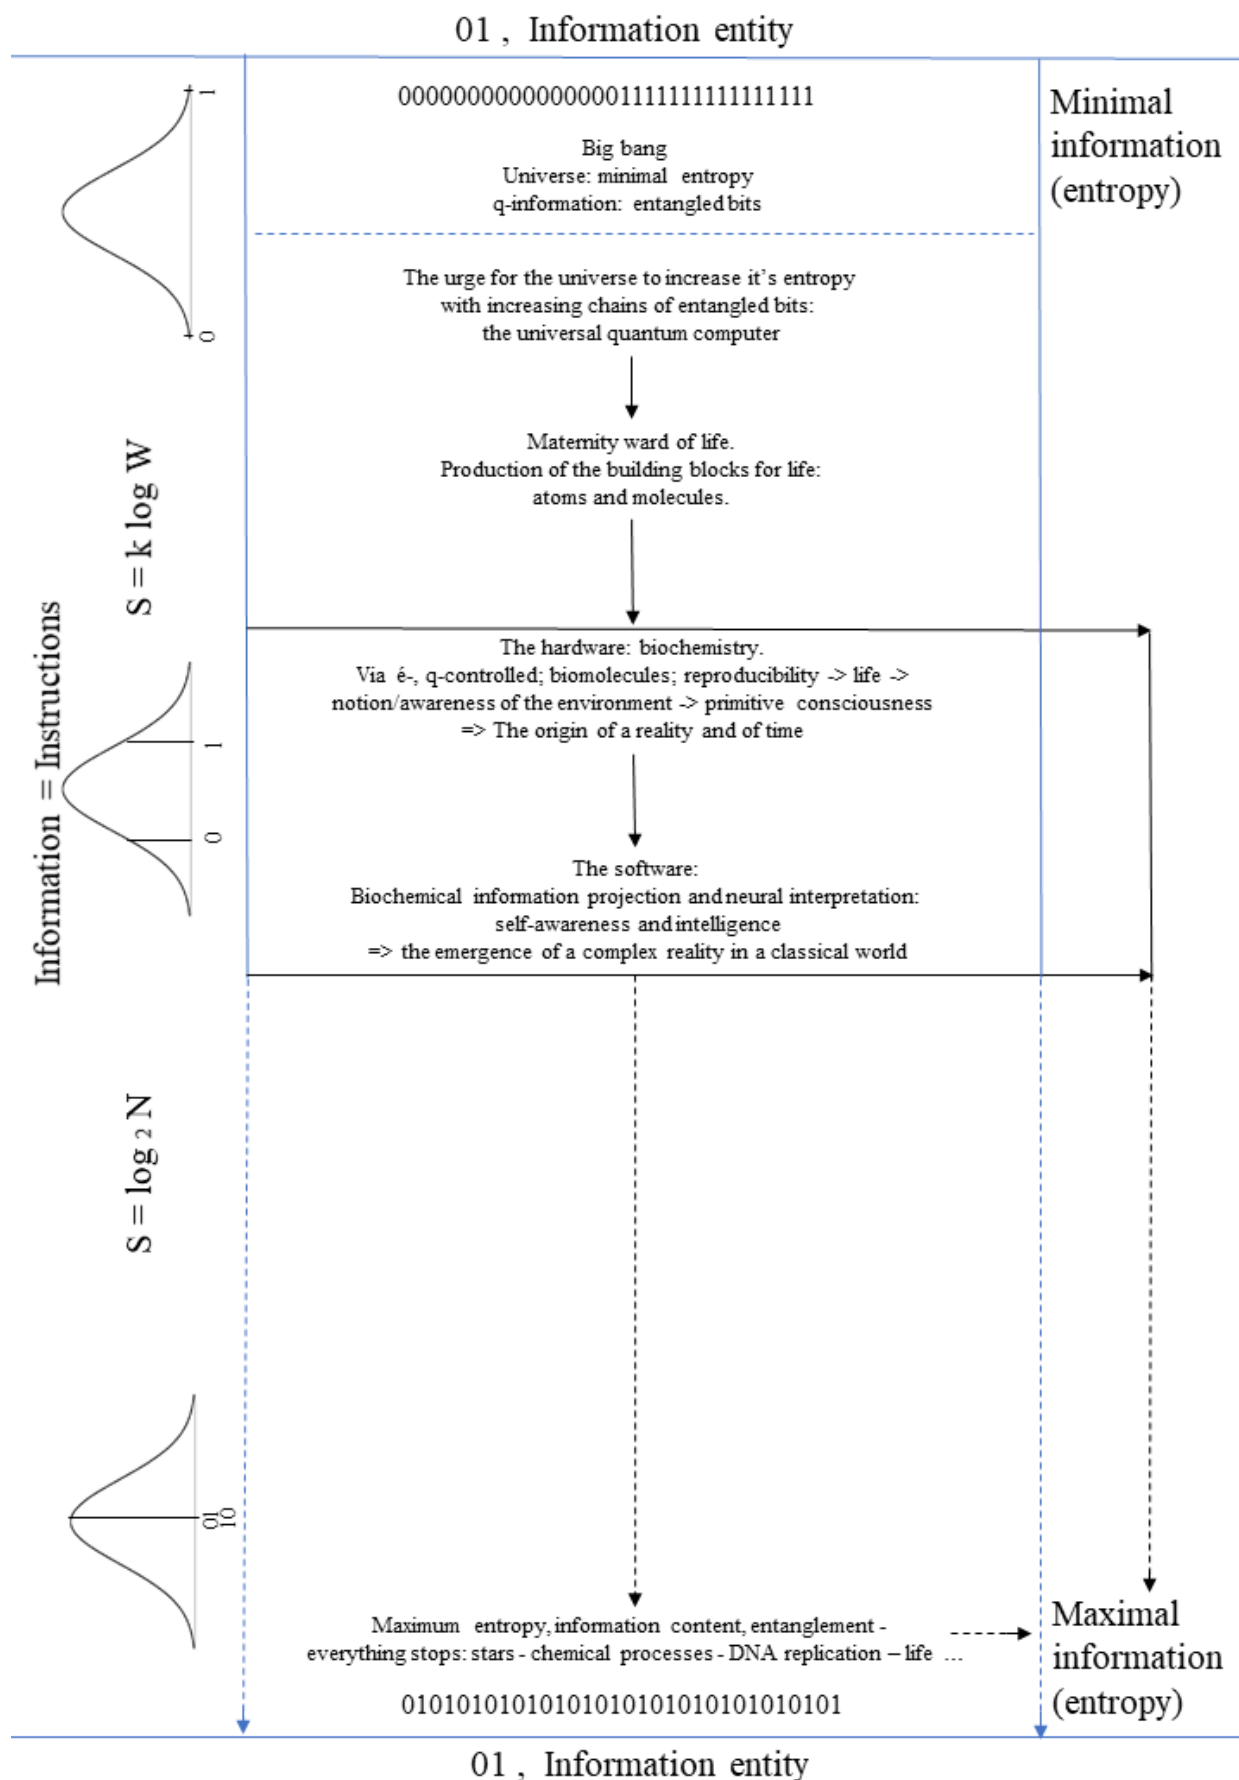 01 , Information entity
000000000000000001111111111111111
Minimal
information
(entropy)
Big bang
Universe: minimal entropy
q-information: entangled bits
1
0
The urge for the universe to increase it's entropy
with increasing chains of entangled bits:
the universal quantum computer
Maternity ward of life.
Production of the building blocks for life:
atoms and molecules.
S = k log W
Information = Instructions
The hardware: biochemistry.
Via é-, q-controlled; biomolecules; reproducibility -> life ->
notion/awareness of the environment -> primitive consciousness
=> The origin of a reality and of time
1
0
The software:
Biochemical information projection and neural interpretation:
self-awareness and intelligence
=> the emergence of a complex reality in a classical world
S = log 2 N
01
10
Maximum entropy, information content, entanglement -
everything stops: stars - chemical processes - DNA replication – life ...
Maximal
information
(entropy)
0101010101010101010101010101010101
01 , Information entity